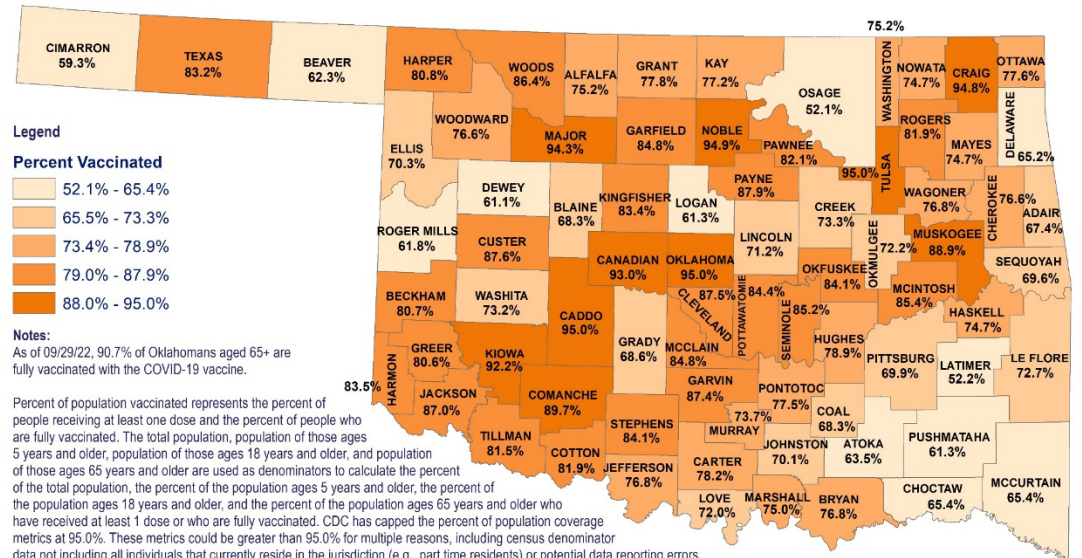 75.2%
CIMARRON
59.3%
TEXAS
83.2%
BEAVER
62.3%
HARPER
80.8%
WOODS
86.4%
ALFALFA
75.2%
GRANT
77.8%
KAY
77.2%
OSAGE
52.1%
WASHINGTON
NOWATA
74.7%
CRAIG
94.8%
OTTAWA
77.6%
WOODWARD
76.6%
MAJOR
94.3%
GARFIELD
84.8%
NOBLE
94.9%
PAWNEE
82.1%
ROGERS
81.9%
MAYES
74.7%
DELAWARE
65.2%
ELLIS
70.3%
DEWEY
61.1%
BLAINE
68.3%
KINGFISHER
83.4%
LOGAN
61.3%
PAYNE
87.9%
CREEK
73.3%
95.0%
TULSA
WAGONER
76.8%
CHEROKEE
76.6%
ADAIR
67.4%
ROGER MILLS
61.8%
CUSTER
87.6%
CANADIAN
93.0%
OKLAHOMA
95.0%
LINCOLN
71.2%
OKFUSKEE
84.1%
OKMULGEE
72.2%
MUSKOGEE
88.9%
SEQUOYAH
69.6%
BECKHAM
80.7%
WASHITA
73.2%
CADDO
95.0%
GRADY
68.6%
87.5%
CLEVELAND
POTTAWATOMIE
84.4%
SEMINOLE
85.2%
MCINTOSH
85.4%
HASKELL
74.7%
HARMON
83.5%
GREER
80.6%
KIOWA
92.2%
MCCLAIN
84.8%
HUGHES
78.9%
PITTSBURG
69.9%
LATIMER
52.2%
LE FLORE
72.7%
JACKSON
87.0%
COMANCHE
89.7%
GARVIN
87.4%
PONTOTOC
77.5%
COAL
68.3%
TILLMAN
81.5%
COTTON
81.9%
STEPHENS
84.1%
73.7%
MURRAY
JOHNSTON
70.1%
ATOKA
63.5%
PUSHMATAHA
61.3%
JEFFERSON
76.8%
CARTER
78.2%
LOVE
72.0%
MARSHALL
75.0%
BRYAN
76.8%
CHOCTAW
65.4%
MCCURTAIN
65.4%
Legend
Percent Vaccinated
52.1% - 65.4%
65.5% - 73.3%
73.4% - 78.9%
79.0% - 87.9%
88.0% - 95.0%
Notes:
As of 09/29/22, 90.7% of Oklahomans aged 65+ are
fully vaccinated with the COVID-19 vaccine.
Percent of population vaccinated represents the percent of
people receiving at least one dose and the percent of people who
are fully vaccinated. The total population, population of those ages
5 years and older, population of those ages 18 years and older, and population
of those ages 65 years and older are used as denominators to calculate the percent
of the total population, the percent of the population ages 5 years and older, the percent of
the population ages 18 years and older, and the percent of the population ages 65 years and older who
have received at least 1 dose or who are fully vaccinated. CDC has capped the percent of population coverage
metrics at 95.0%. These metrics could be greater than 95.0% for multiple reasons, including census denominator
data not including all individuals that currently reside in the jurisdiction (e.g., part time residents) or potential data reporting errors.